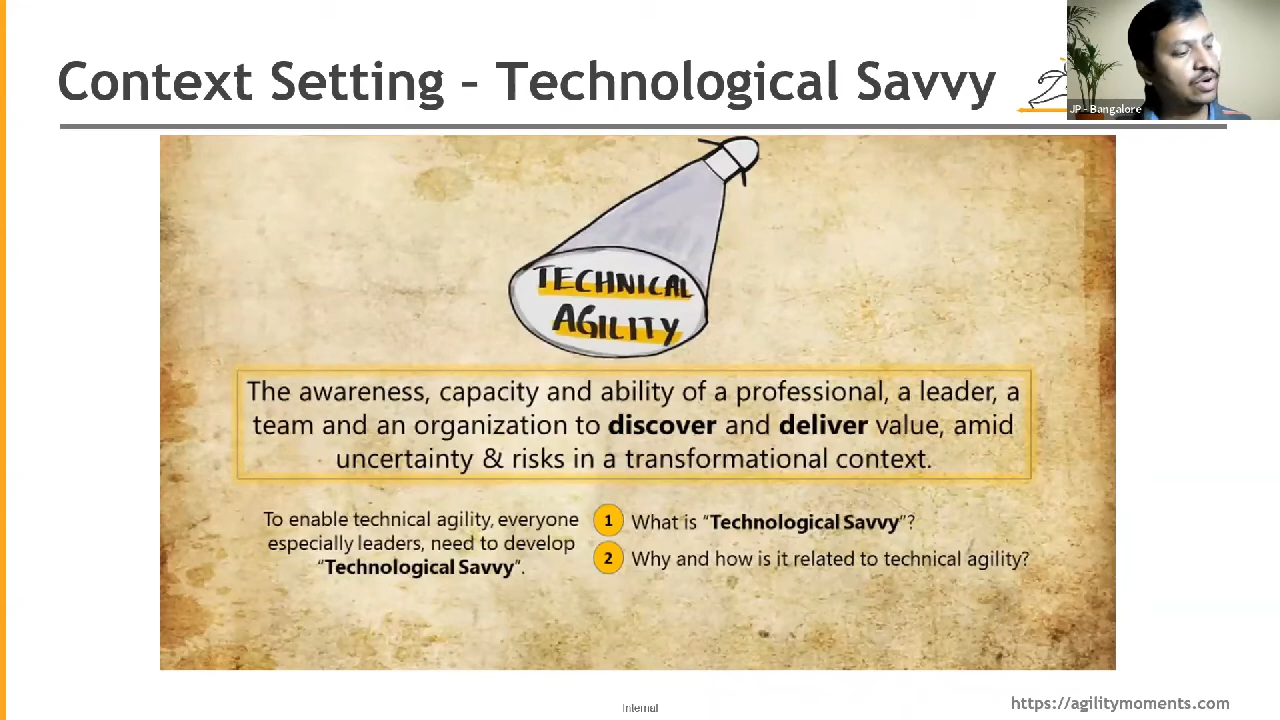 Context Setting – Technological Savvy
JP - Bangalore
TECHNICAL
AGILITY
The awareness, capacity and ability of a professional, a leader, a
team and an organization to discover and deliver value, amid
uncertainty & risks in a transformational context.
To enable technical agility, everyone
especially leaders, need to develop
“Technological Savvy”.
1 What is “Technological Savvy”?
2 Why and how is it related to technical agility?
Internal
https://agilitymoments.com